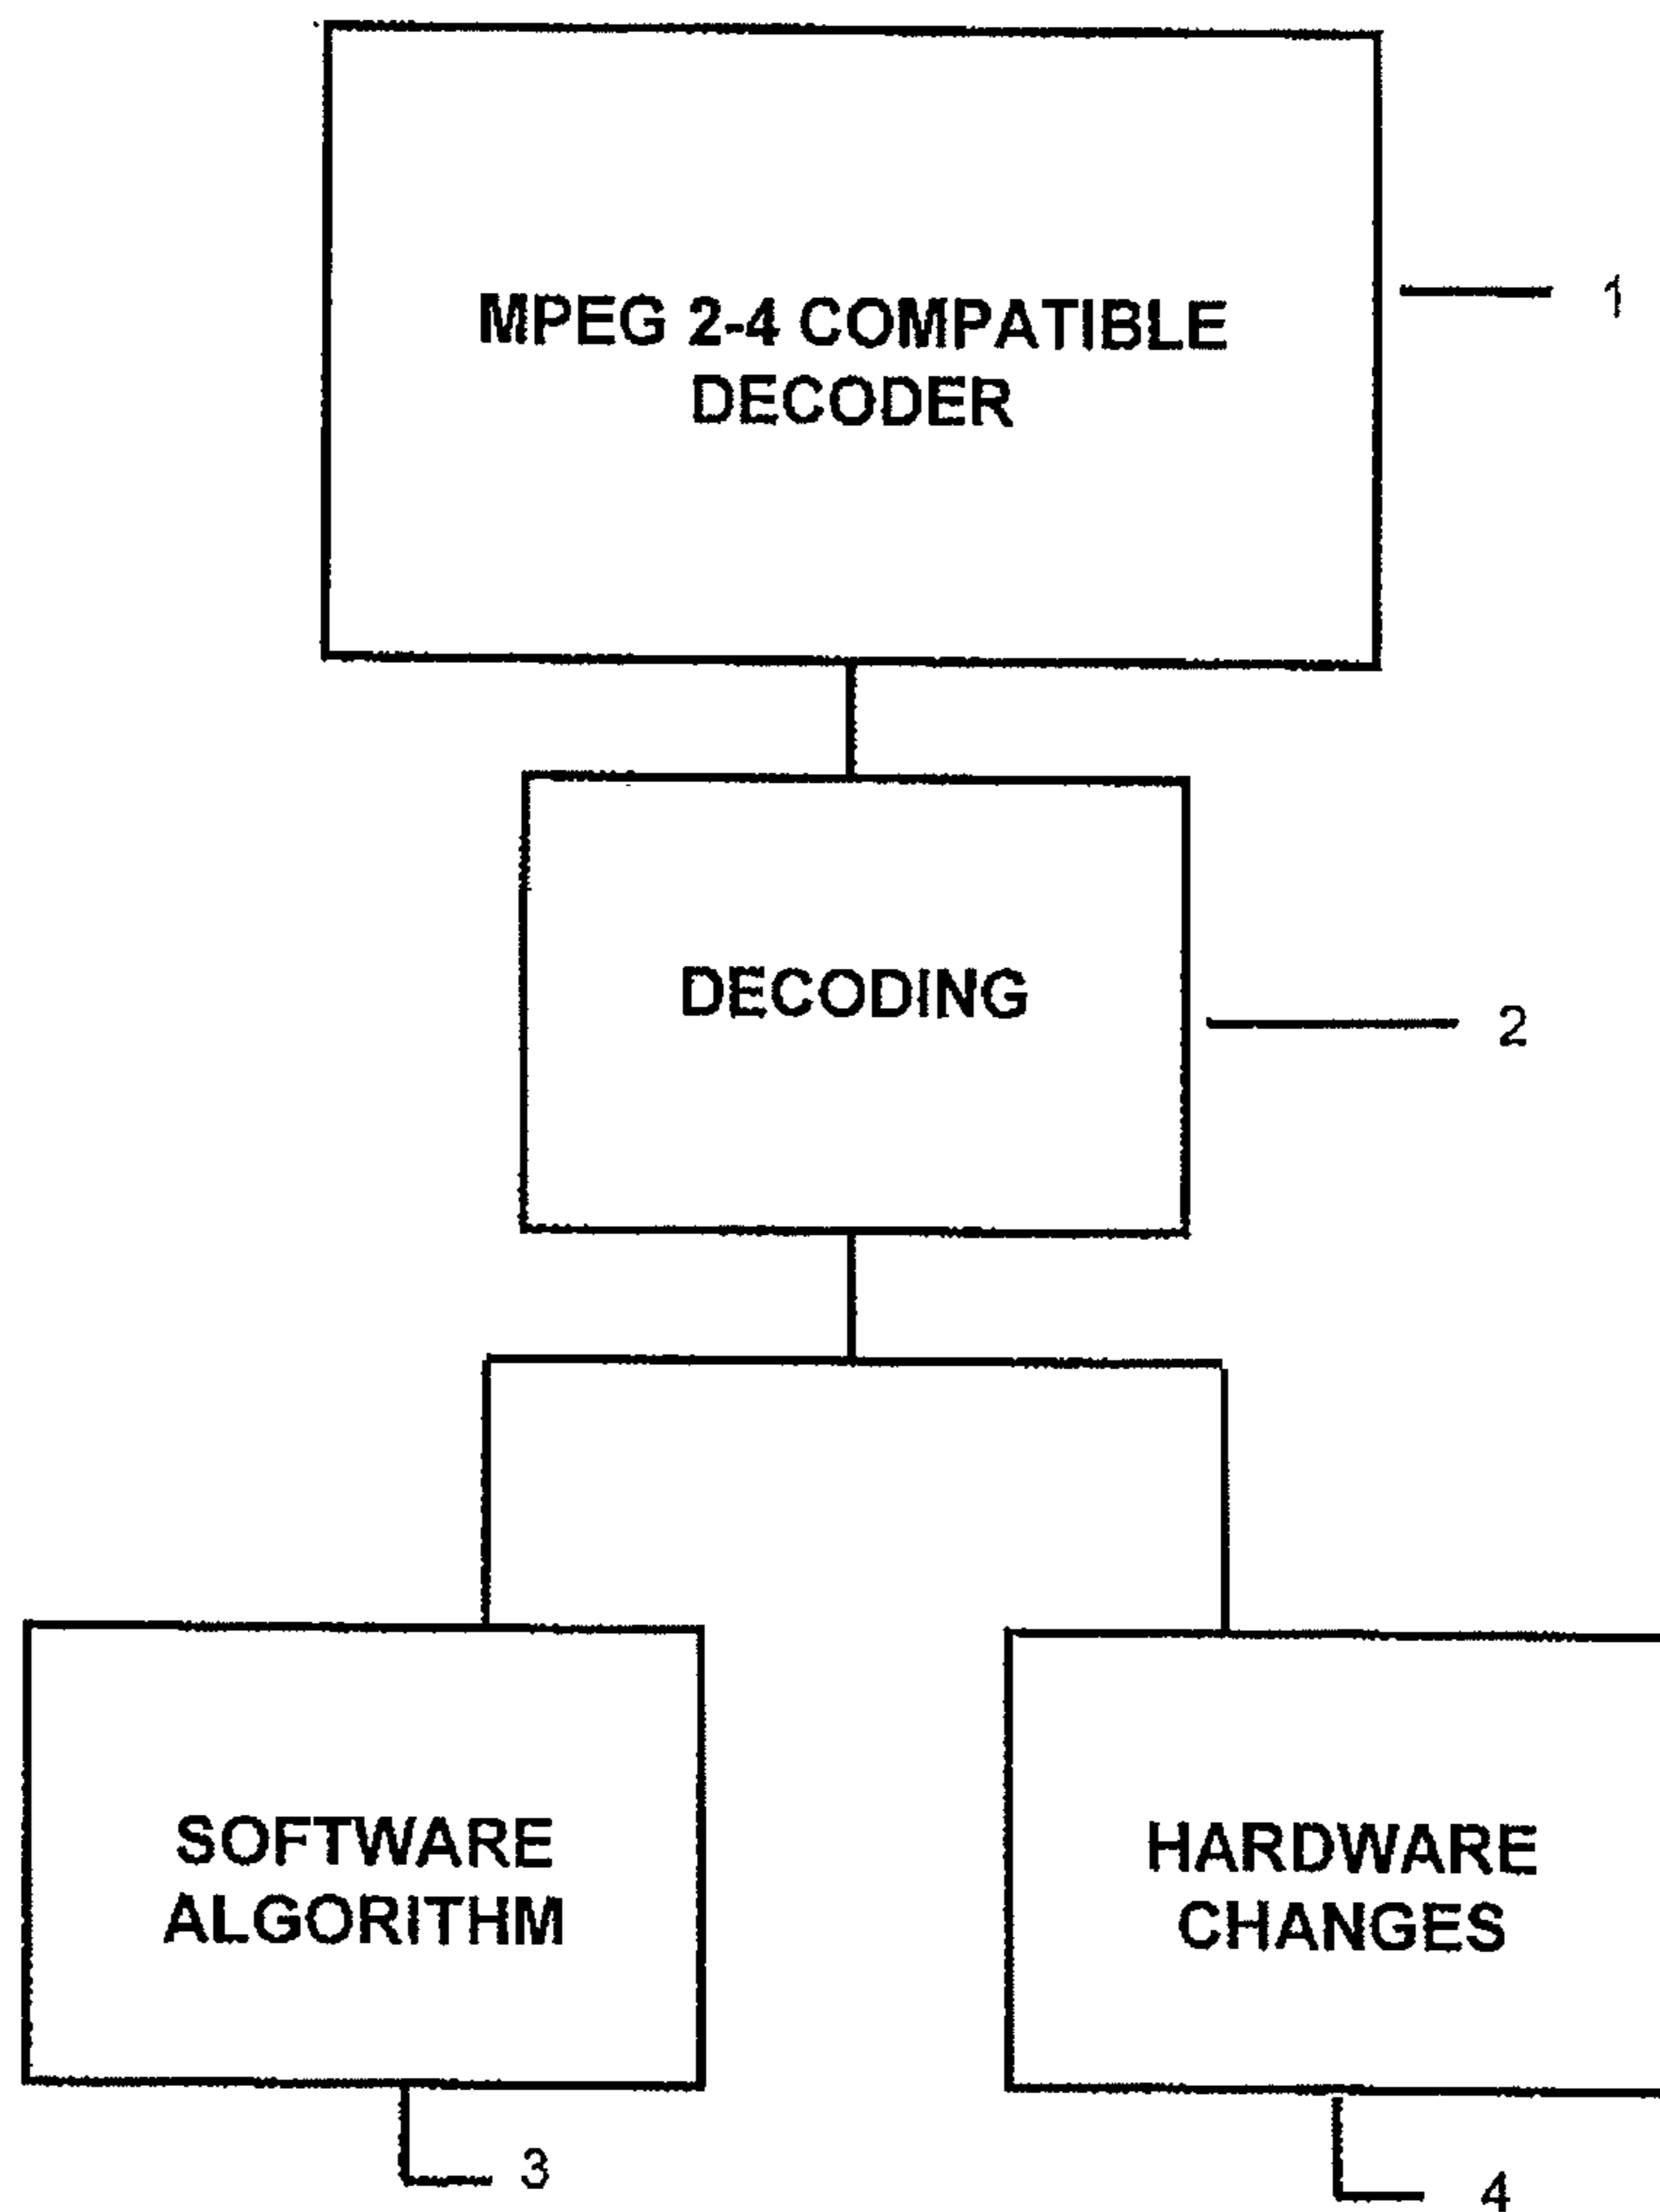 MPEG 2-4 COMPATIBLE
DECODER
1
DECODING
2
SOFTWARE
ALGORITHM
HARDWARE
CHANGES
3
4